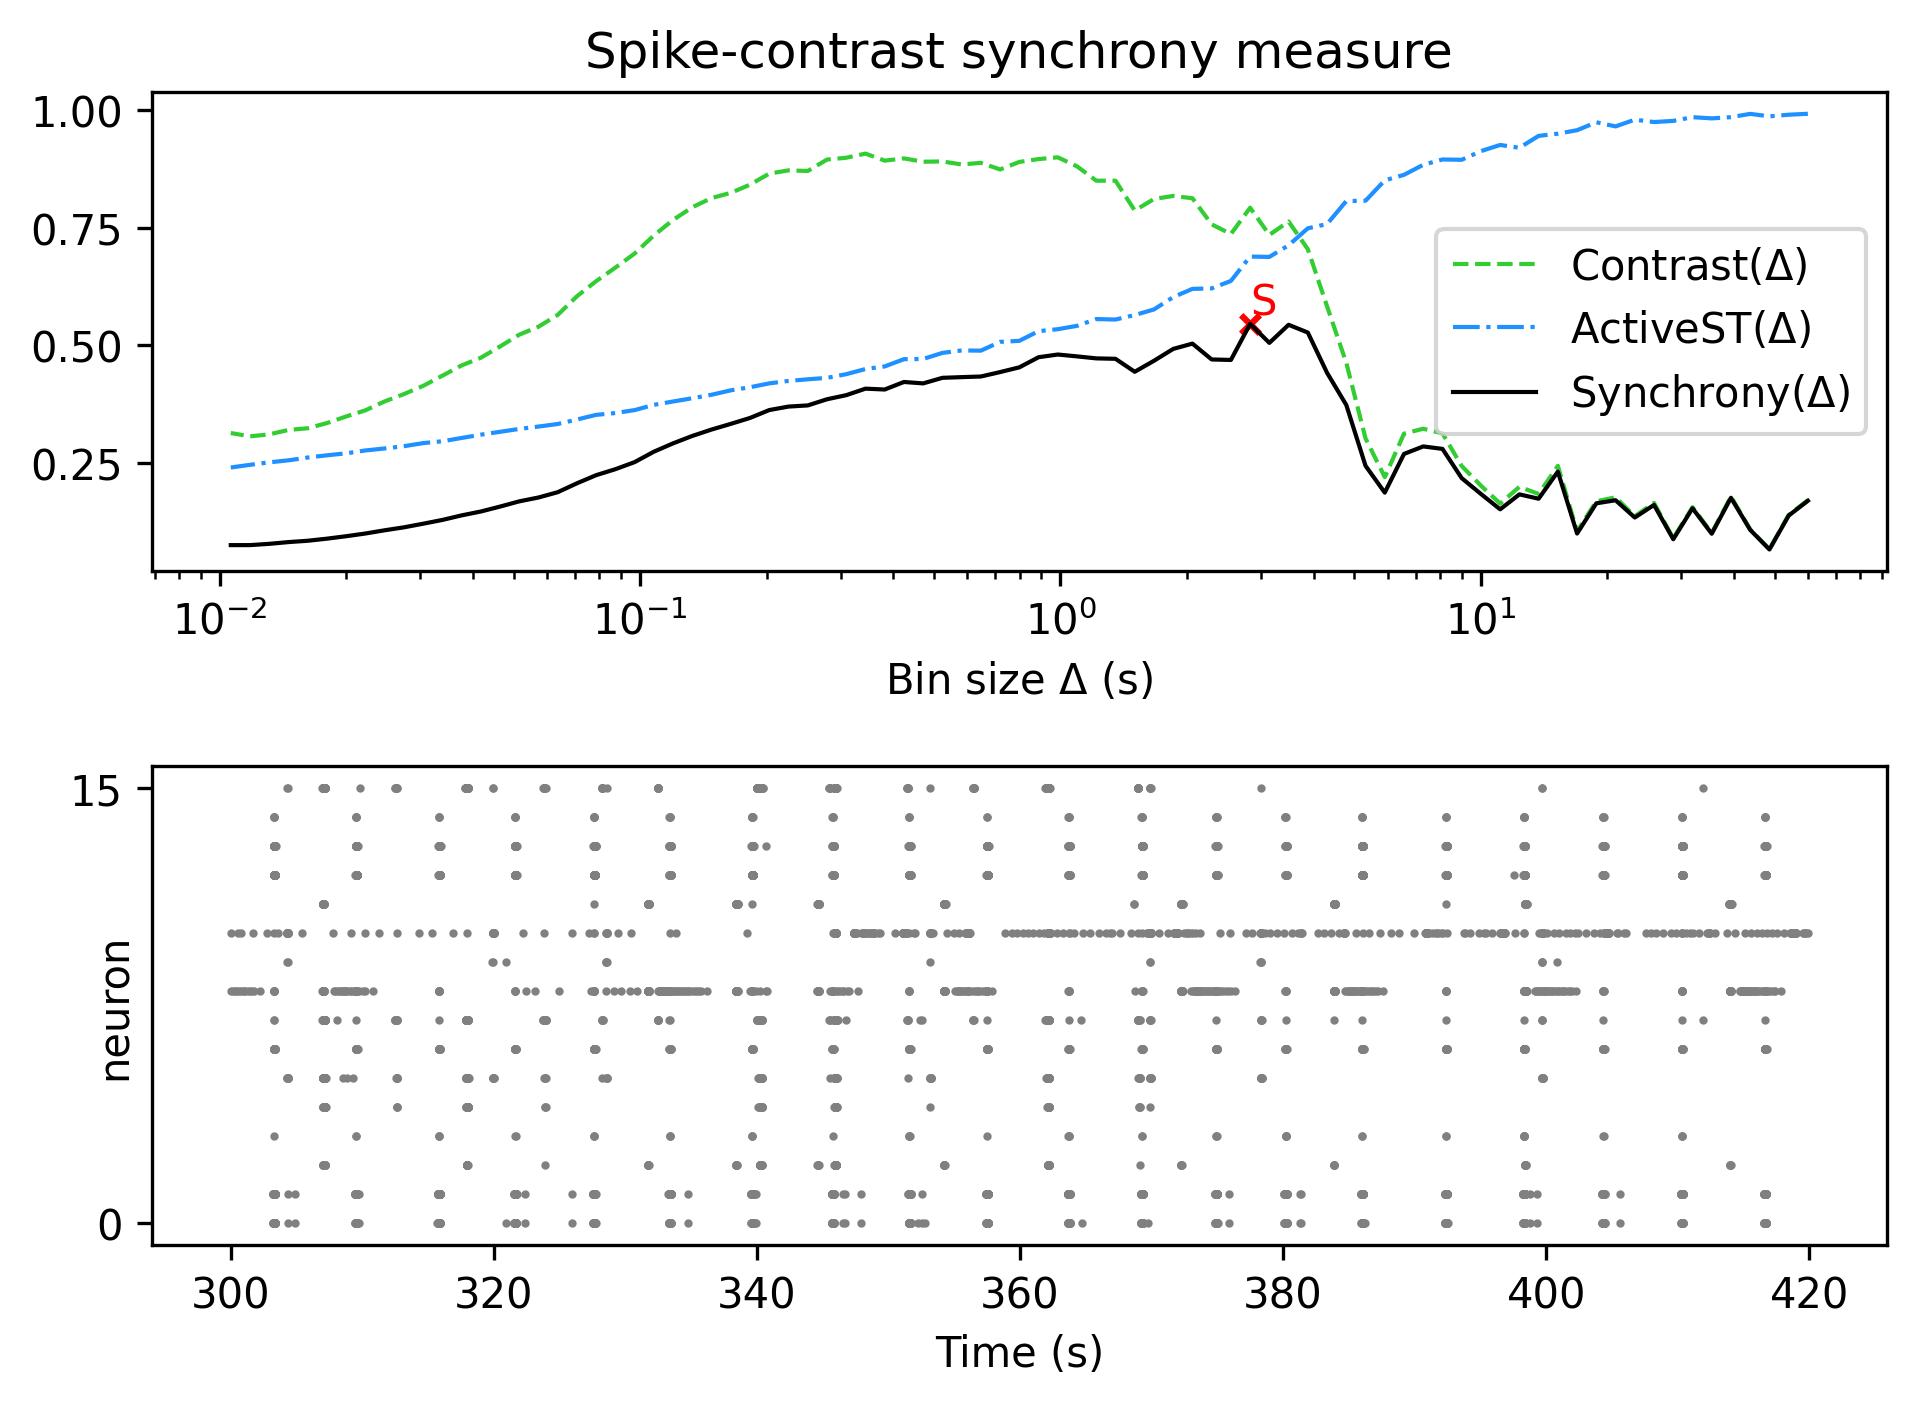 Spike-contrast synchrony measure
1.00
0.75
0.50
0.25
S
Contrast(Δ)
ActiveST(Δ)
Synchrony(Δ)
10⁻² 10⁻¹ 10⁰ 10¹
Bin size Δ (s)
15
0
neuron
300 320 340 360 380 400 420
Time (s)